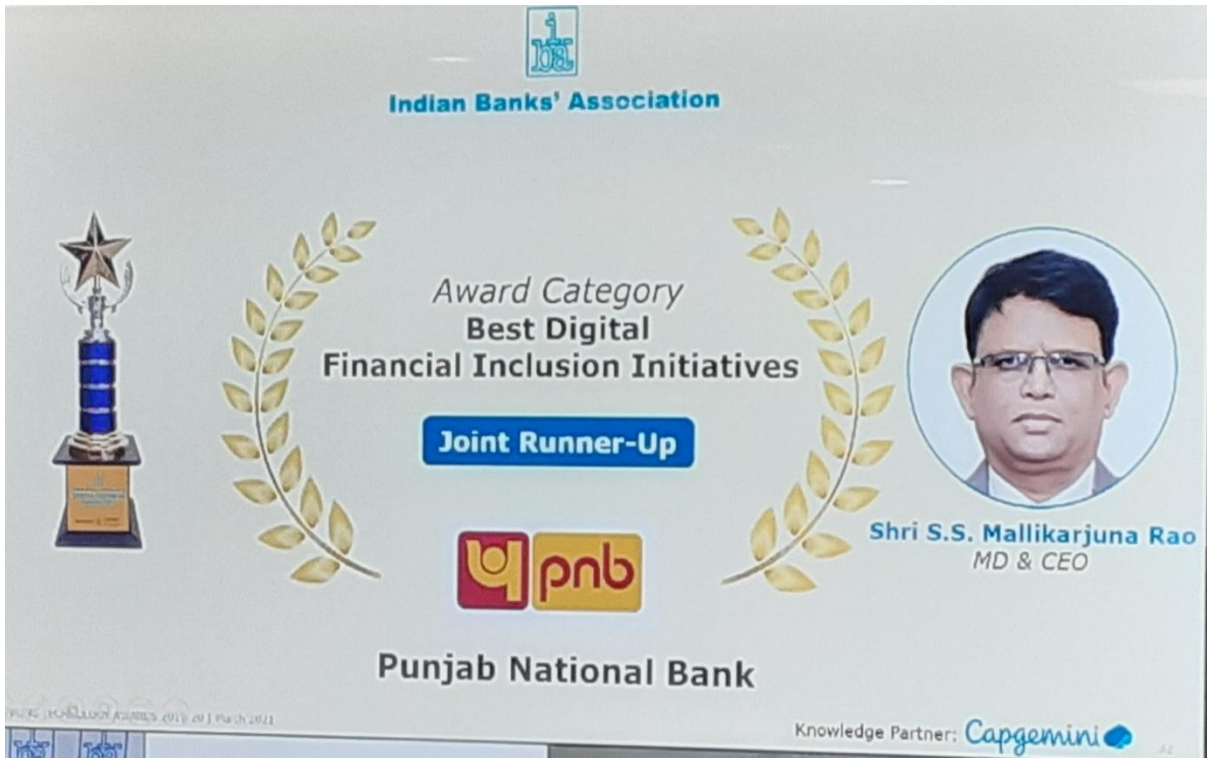 iba
Indian Banks' Association
Award Category
Best Digital
Financial Inclusion Initiatives
Joint Runner-Up
pnb
Punjab National Bank
Shri S.S. Mallikarjuna Rao
MD & CEO
Knowledge Partner: Capgemini